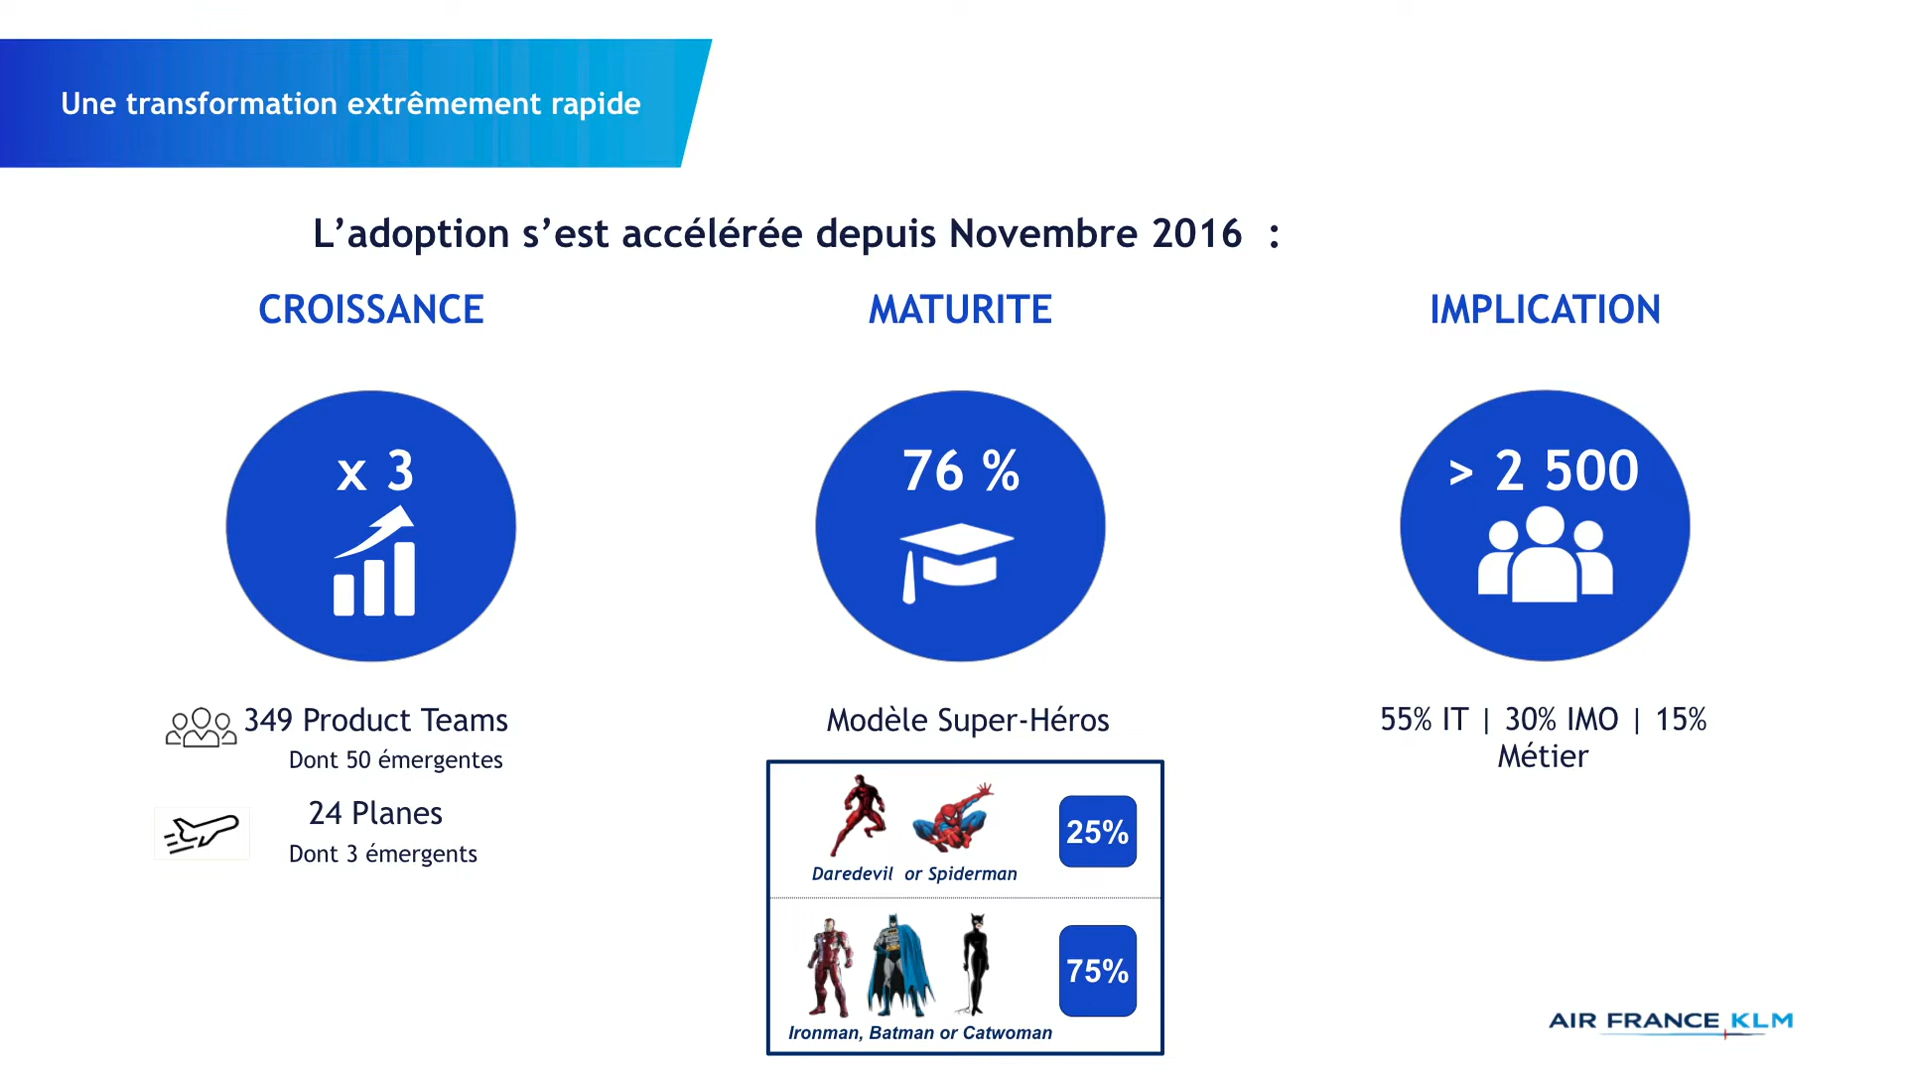 Une transformation extrêmement rapide
L’adoption s’est accélérée depuis Novembre 2016 :
CROISSANCE
x 3
349 Product Teams
Dont 50 émergentes
24 Planes
Dont 3 émergents
MATURITE
76 %
Modèle Super-Héros
25%
Daredevil or Spiderman
75%
Ironman, Batman or Catwoman
IMPLICATION
> 2 500
55% IT | 30% IMO | 15%
Métier
AIR FRANCE KLM